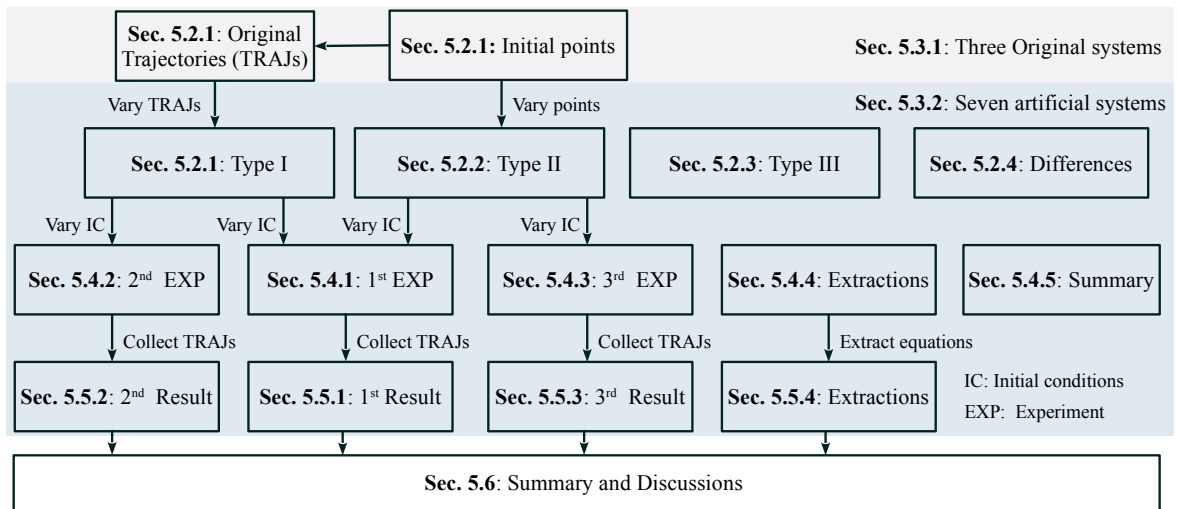 Sec. 5.2.1: Original
Trajectories (TRAJs)
Sec. 5.2.1: Initial points
Sec. 5.3.1: Three Original systems
Vary TRAJs
Vary points
Sec. 5.3.2: Seven artificial systems
Sec. 5.2.1: Type I
Sec. 5.2.2: Type II
Sec. 5.2.3: Type III
Sec. 5.2.4: Differences
Vary IC
Vary IC
Vary IC
Vary IC
Sec. 5.4.2: 2nd EXP
Sec. 5.4.1: 1st EXP
Sec. 5.4.3: 3rd EXP
Sec. 5.4.4: Extractions
Sec. 5.4.5: Summary
Collect TRAJs
Collect TRAJs
Collect TRAJs
Extract equations
Sec. 5.5.2: 2nd Result
Sec. 5.5.1: 1st Result
Sec. 5.5.3: 3rd Result
Sec. 5.5.4: Extractions
IC: Initial conditions
EXP: Experiment
Sec. 5.6: Summary and Discussions